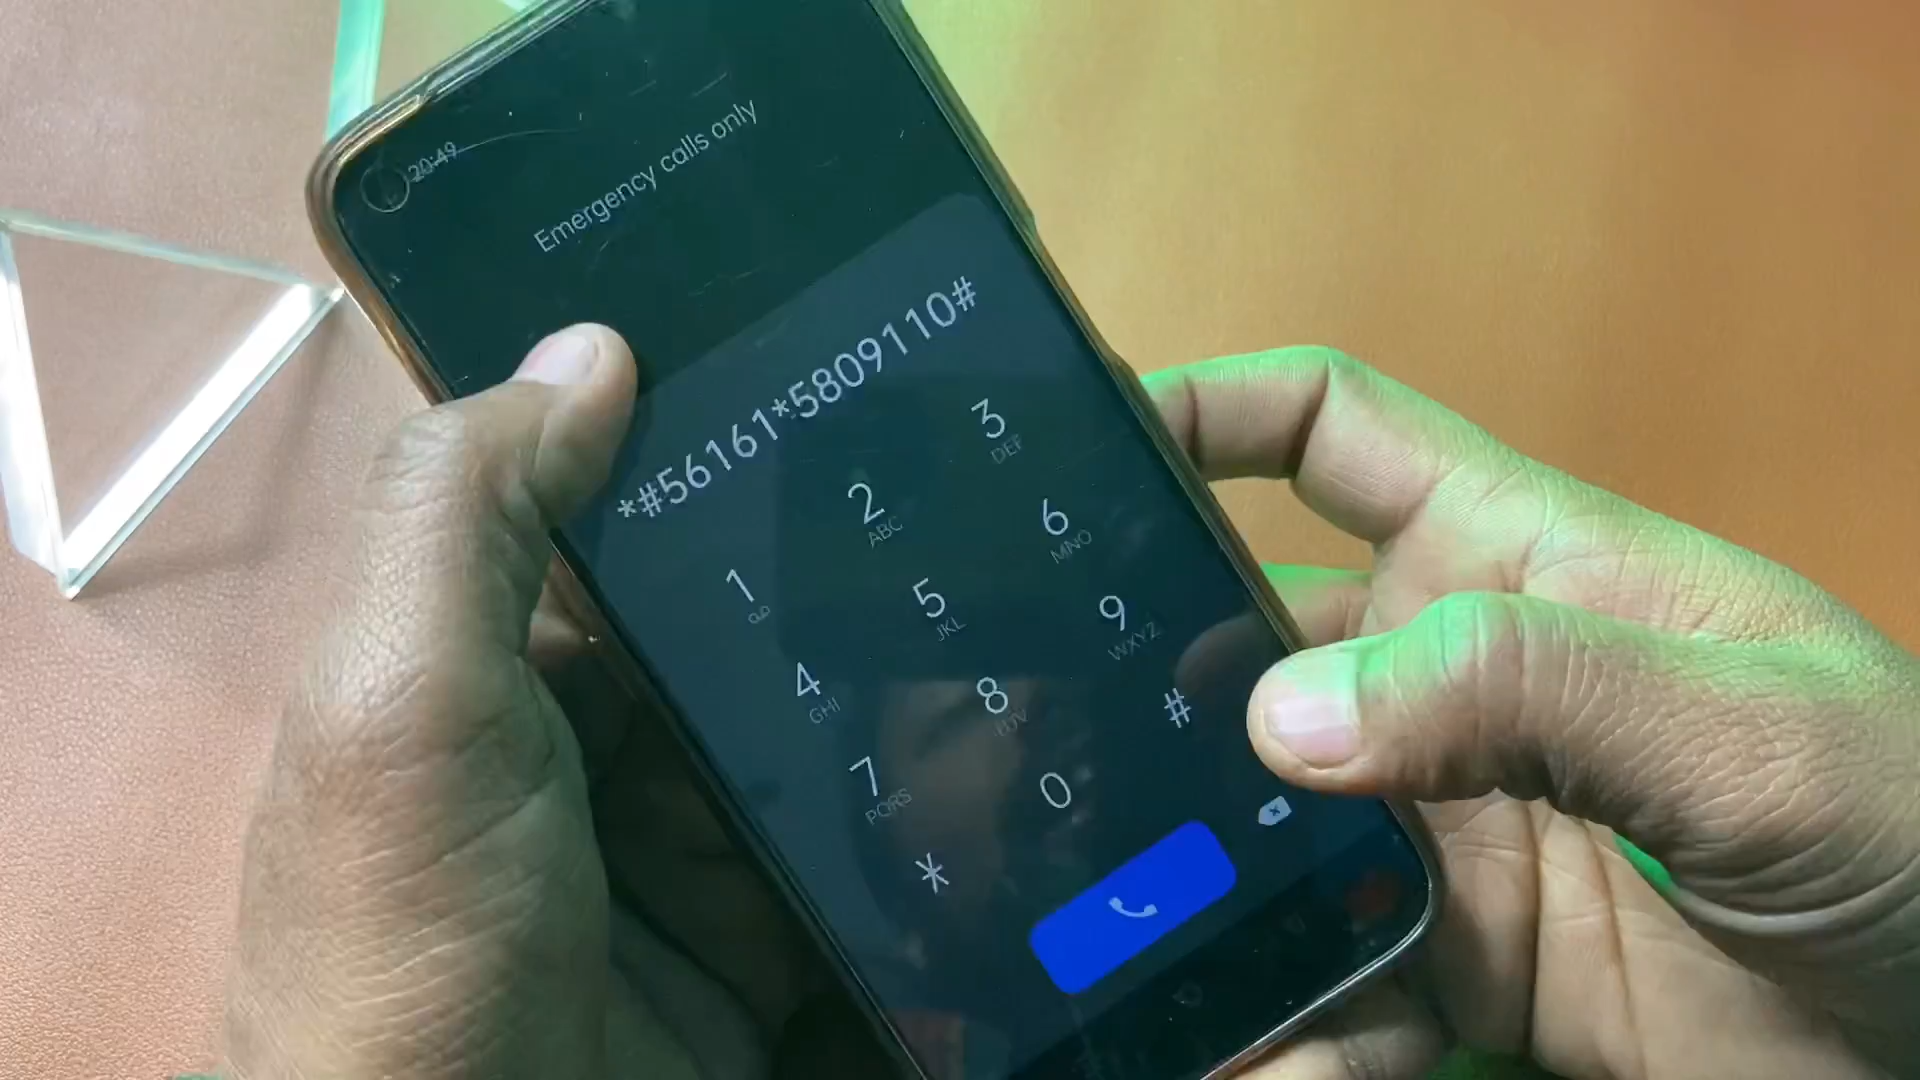 20:49
Emergency calls only
*#56161*5809110#
1
2
ABC
3
DEF
4
GHI
5
JKL
6
MNO
7
PQRS
8
TUV
9
WXYZ
*
0
#